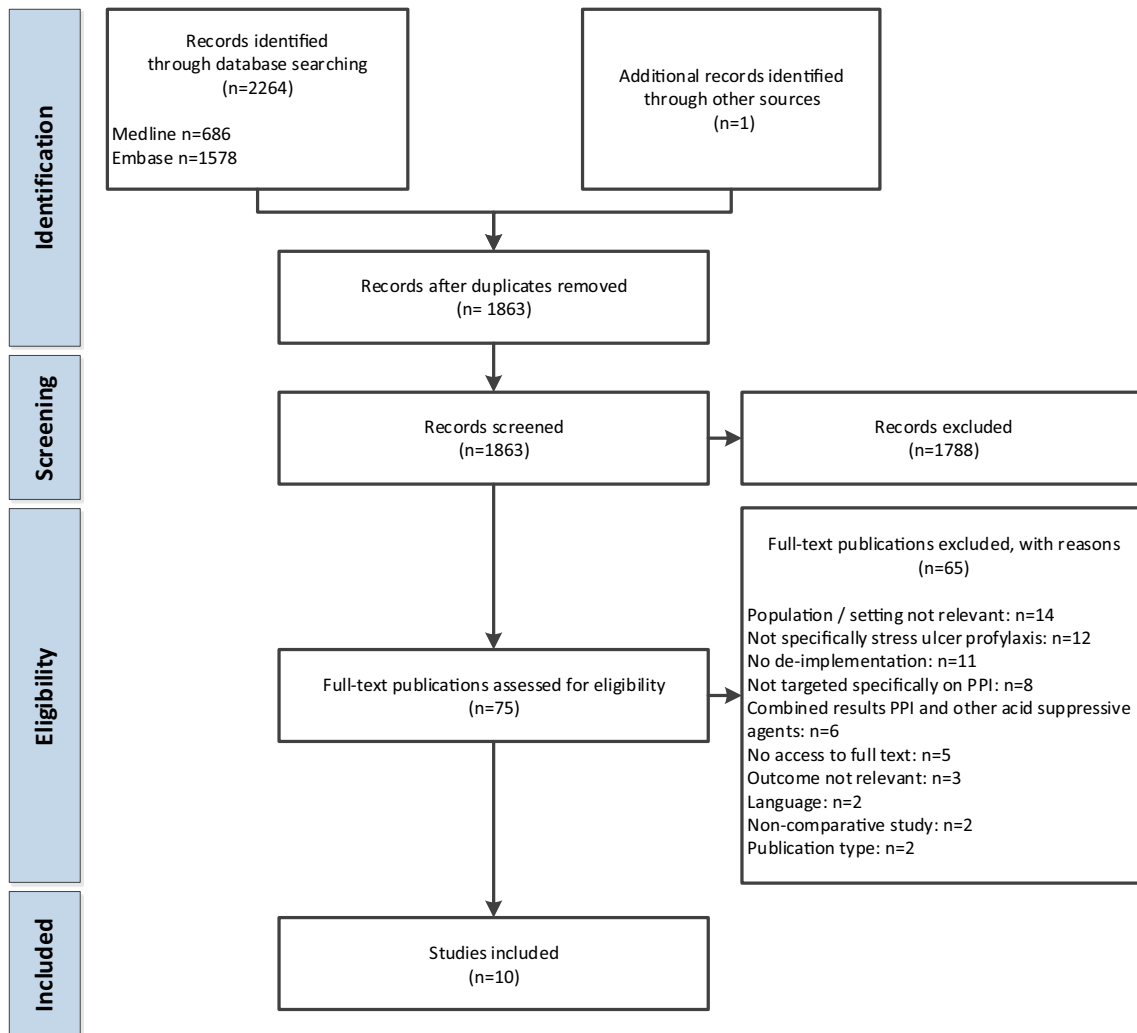 Identification
Records identified
through database searching
(n=2264)
Medline n=686
Embase n=1578
Additional records identified
through other sources
(n=1)
Records after duplicates removed
(n= 1863)
Screening
Records screened
(n=1863)
Records excluded
(n=1788)
Eligibility
Full-text publications assessed for eligibility
(n=75)
Full-text publications excluded, with reasons
(n=65)
Population / setting not relevant: n=14
Not specifically stress ulcer profylaxis: n=12
No de-implementation: n=11
Not targeted specifically on PPI: n=8
Combined results PPI and other acid suppressive
agents: n=6
No access to full text: n=5
Outcome not relevant: n=3
Language: n=2
Non-comparative study: n=2
Publication type: n=2
Included
Studies included
(n=10)